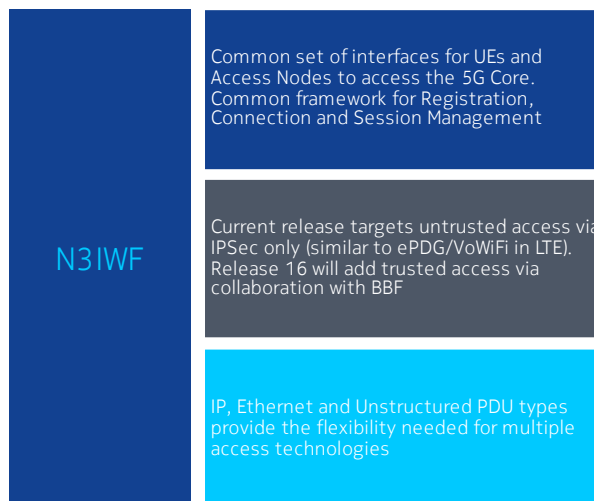 N3IWF
Common set of interfaces for UEs and
Access Nodes to access the 5G Core.
Common framework for Registration,
Connection and Session Management
Current release targets untrusted access via
IPSec only (similar to ePDG/VoWiFi in LTE).
Release 16 will add trusted access via
collaboration with BBF
IP, Ethernet and Unstructured PDU types
provide the flexibility needed for multiple
access technologies